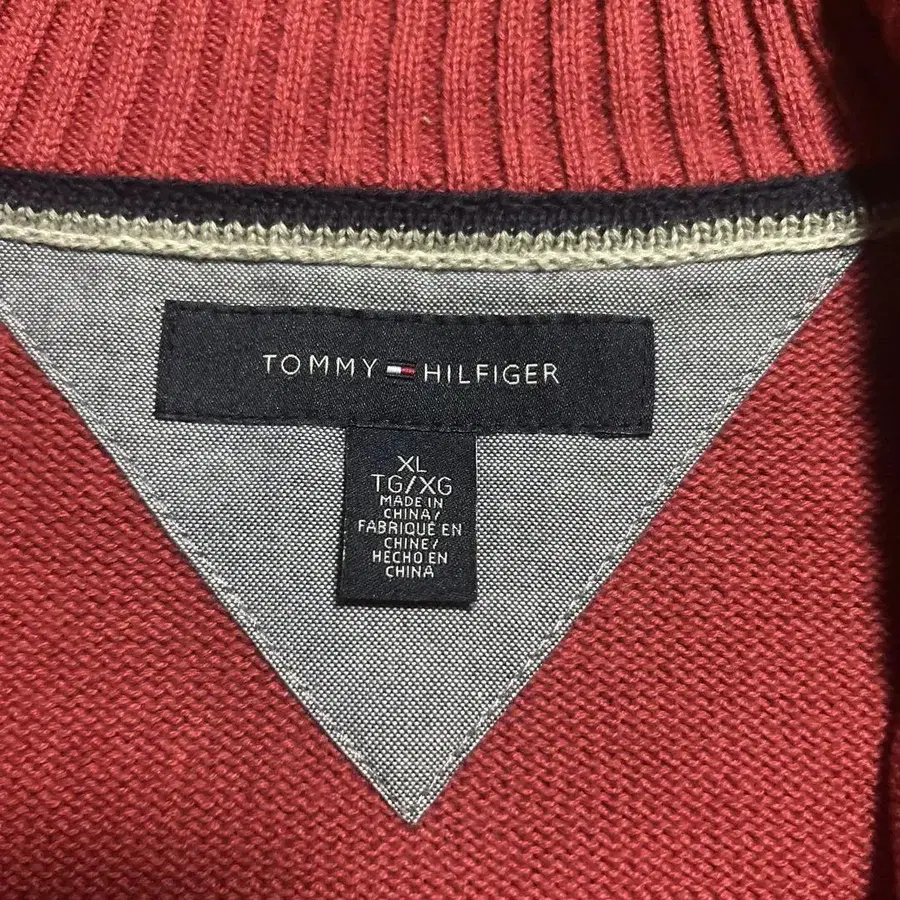 TOMMY HILFIGER
XL
TG/XG
MADE IN
CHINA/
FABRIQUÉ EN
CHINE/
HECHO EN
CHINA